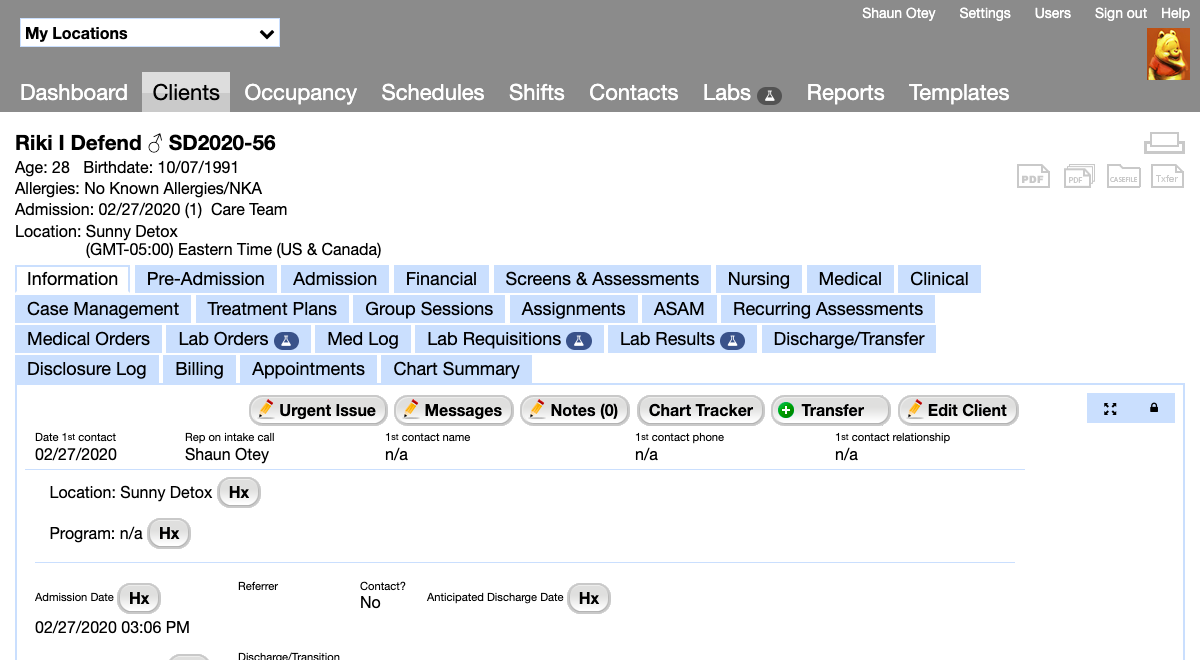 Shaun Otey Settings Users Sign out Help
My Locations
Dashboard Clients Occupancy Schedules Shifts Contacts Labs Reports Templates
Riki I Defend ♂ SD2020-56
Age: 28 Birthdate: 10/07/1991
Allergies: No Known Allergies/NKA
Admission: 02/27/2020 (1) Care Team
Location: Sunny Detox
(GMT-05:00) Eastern Time (US & Canada)
PDF PDF CASEFILE Txfer
Information Pre-Admission Admission Financial Screens & Assessments Nursing Medical Clinical
Case Management Treatment Plans Group Sessions Assignments ASAM Recurring Assessments
Medical Orders Lab Orders Med Log Lab Requisitions Lab Results Discharge/Transfer
Disclosure Log Billing Appointments Chart Summary
Urgent Issue Messages Notes (0) Chart Tracker Transfer Edit Client
Date 1st contact Rep on intake call 1st contact name 1st contact phone 1st contact relationship
02/27/2020 Shaun Otey n/a n/a n/a
Location: Sunny Detox Hx
Program: n/a Hx
Admission Date Hx Referrer Contact? Anticipated Discharge Date Hx
No
02/27/2020 03:06 PM
Discharge/Transition